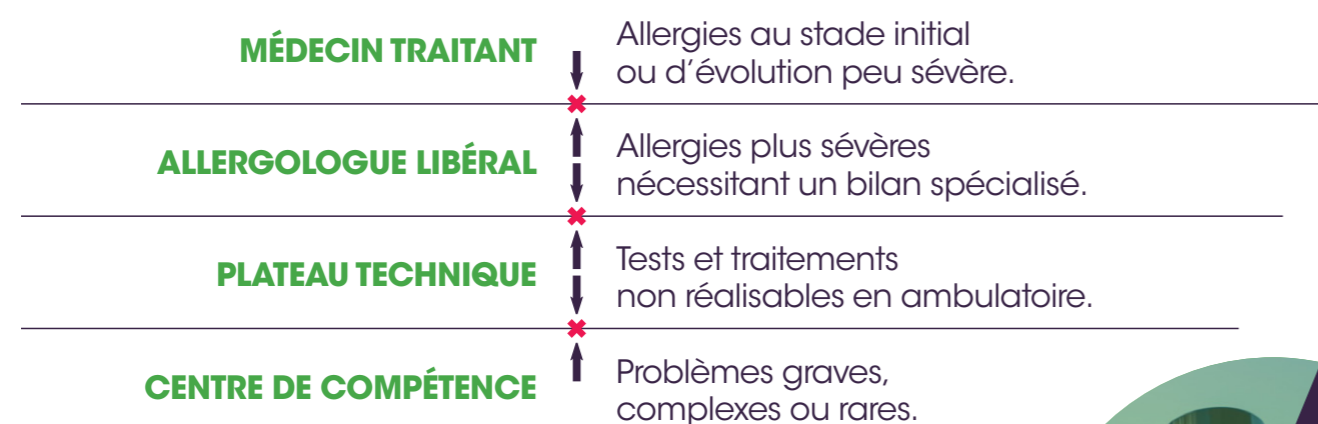 MÉDECIN TRAITANT
Allergies au stade initial
ou d'évolution peu sévère.
ALLERGOLOGUE LIBÉRAL
Allergies plus sévères
nécessitant un bilan spécialisé.
PLATEAU TECHNIQUE
Tests et traitements
non réalisables en ambulatoire.
CENTRE DE COMPÉTENCE
Problèmes graves,
complexes ou rares.